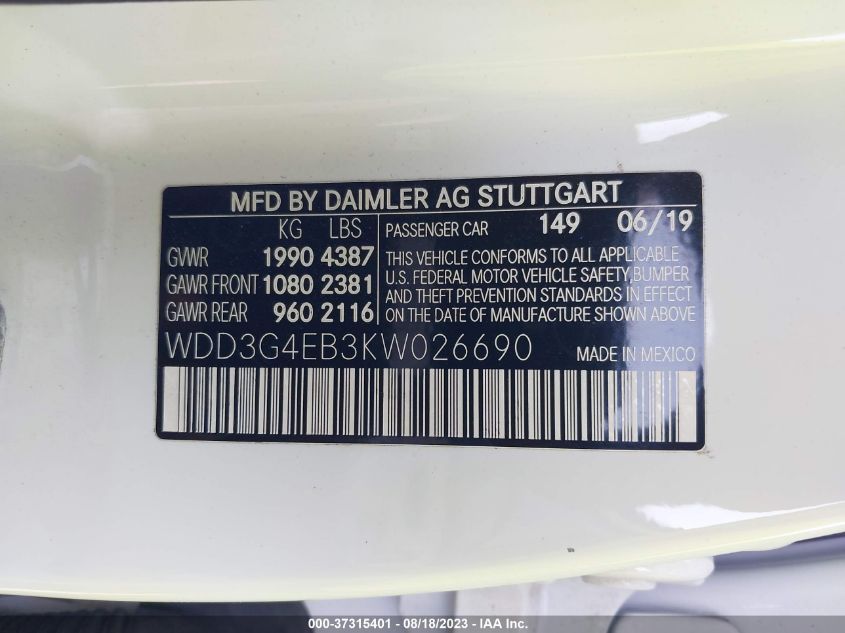 MFD BY DAIMLER AG STUTTGART
KG LBS
GVWR 1990 4387
GAWR FRONT 1080 2381
GAWR REAR 960 2116
PASSENGER CAR 149 06/19
THIS VEHICLE CONFORMS TO ALL APPLICABLE
U.S. FEDERAL MOTOR VEHICLE SAFETY,BUMPER
AND THEFT PREVENTION STANDARDS IN EFFECT
ON THE DATE OF MANUFACTURE SHOWN ABOVE.
WDD3G4EB3KW026690 MADE IN MEXICO
000-37315401 - 08/18/2023 - © IAA Inc.